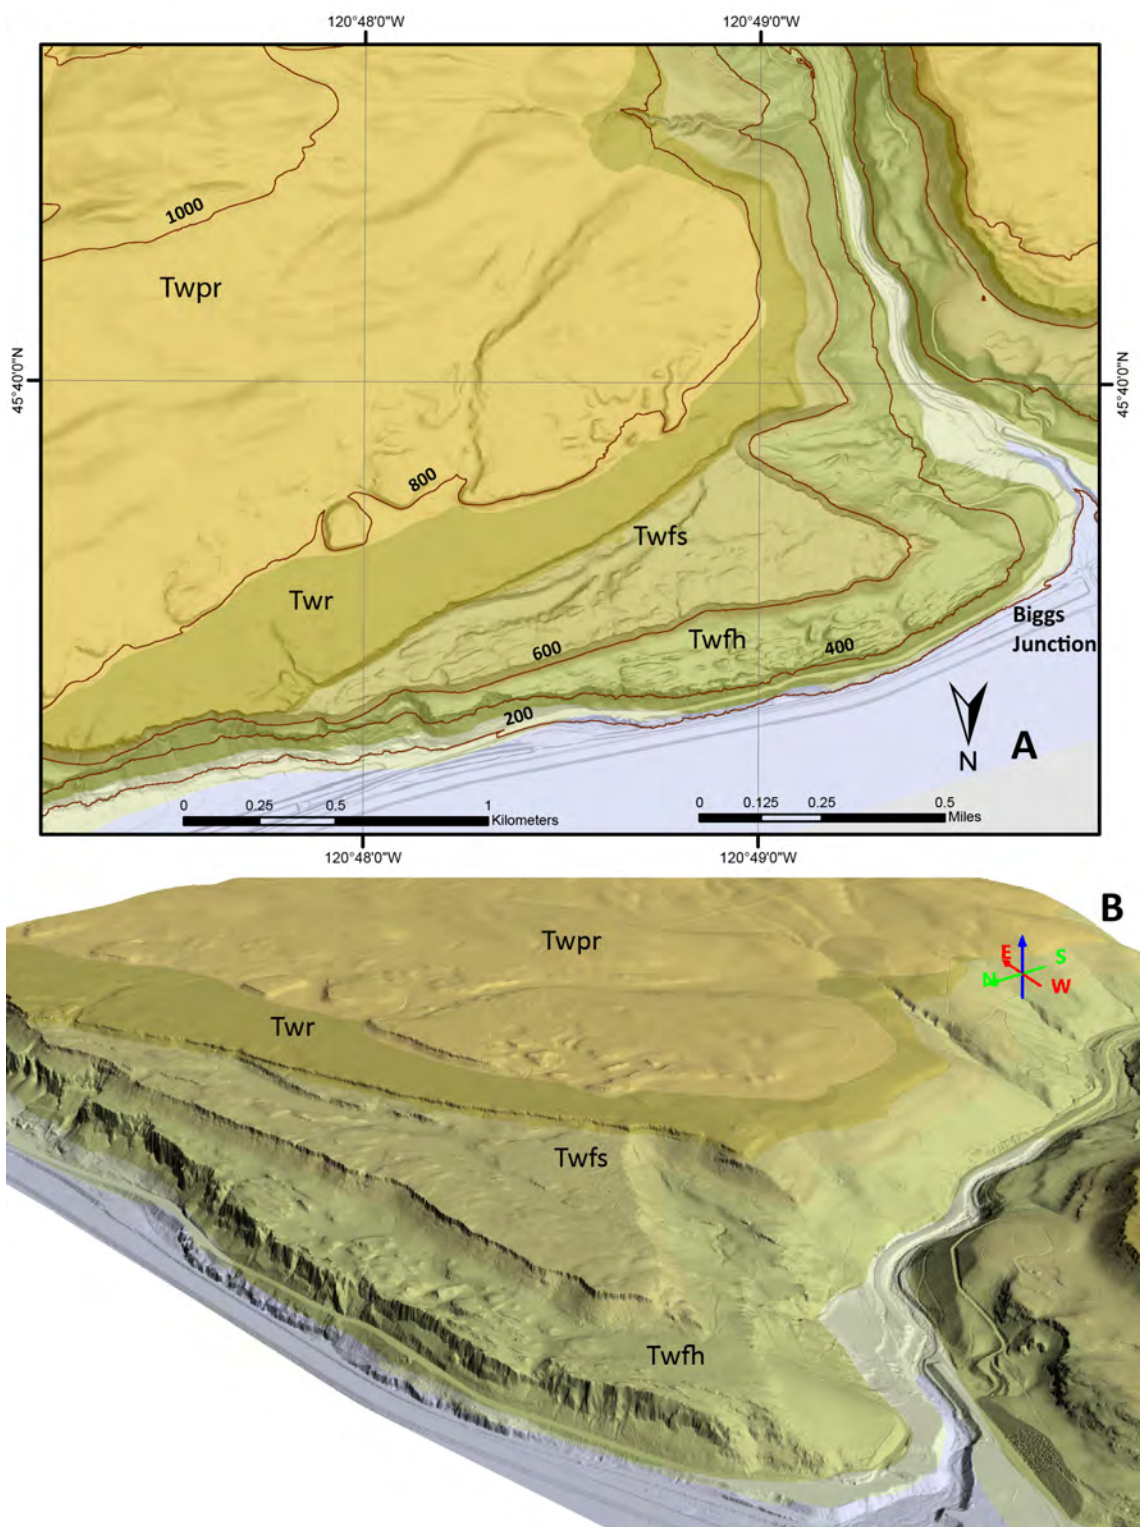 120°48'0"W
120°49'0"W
1000
Twpr
45°40'0"N
45°40'0"N
800
Twfs
Twr
Biggs
Junction
Twfh
600
400
200
N
A
0
0.25
0.5
1
Kilometers
0
0.125
0.25
0.5
Miles
120°48'0"W
120°49'0"W
B
Twpr
E
S
N
W
Twr
Twfs
Twfh